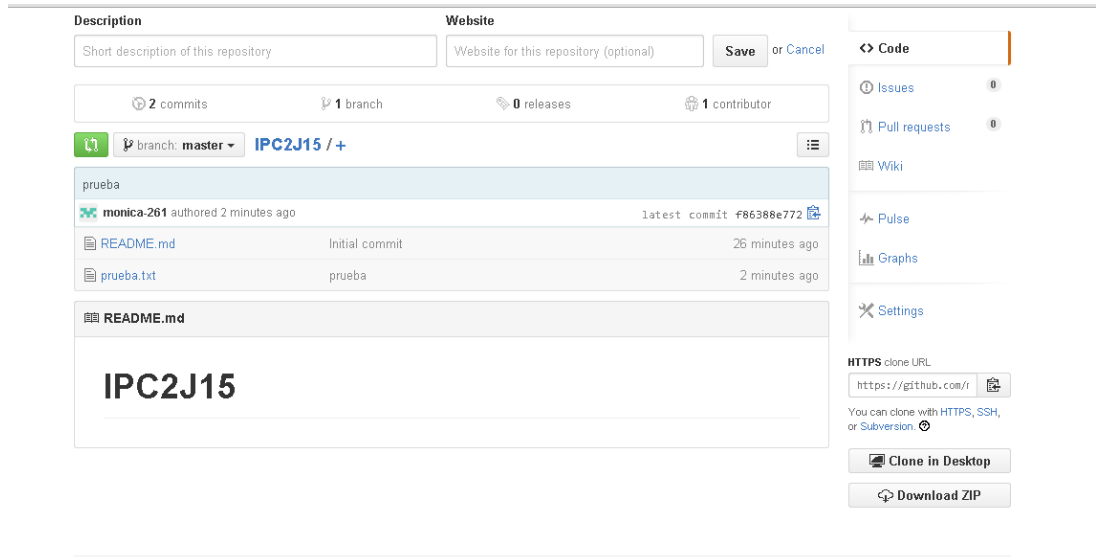 Description Website
Short description of this repository Website for this repository (optional) Save or Cancel
2 commits 1 branch 0 releases 1 contributor
branch: master IPC2J15 / +
prueba
monica-261 authored 2 minutes ago latest commit f86388e772
README.md Initial commit 26 minutes ago
prueba.txt prueba 2 minutes ago
README.md
IPC2J15
<> Code
Issues 0
Pull requests 0
Wiki
Pulse
Graphs
Settings
HTTPS clone URL
https://github.com/r
You can clone with HTTPS, SSH,
or Subversion.
Clone in Desktop
Download ZIP